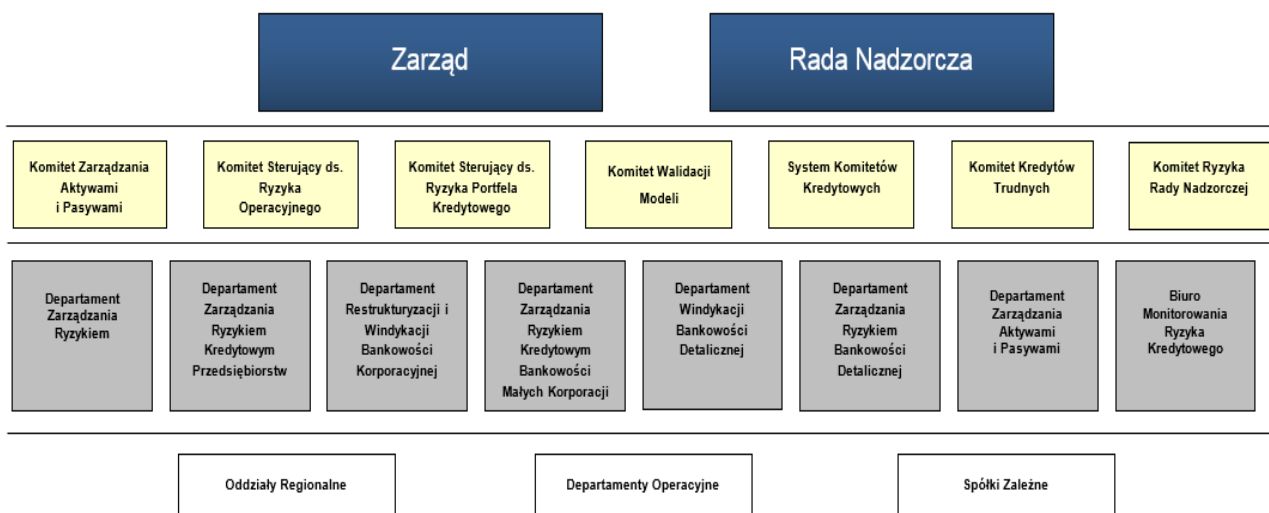 Zarząd
Rada Nadzorcza
Komitet Zarządzania
Aktywami
i Pasywami
Komitet Sterujący ds.
Ryzyka
Operacyjnego
Komitet Sterujący ds.
Ryzyka Portfela
Kredytowego
Komitet Walidacji
Modeli
System Komitetów
Kredytowych
Komitet Kredytów
Trudnych
Komitet Ryzyka
Rady Nadzorczej
Departament
Zarządzania
Ryzykiem
Departament
Zarządzania
Ryzykiem
Kredytowym
Przedsiębiorstw
Departament
Restrukturyzacji i
Windykacji
Bankowości
Korporacyjnej
Departament
Zarządzania
Ryzykiem
Kredytowym
Bankowości
Małych Korporacji
Departament
Windykacji
Bankowości
Detalicznej
Departament
Zarządzania
Ryzykiem
Bankowości
Detalicznej
Departament
Zarządzania
Aktywami
i Pasywami
Biuro
Monitorowania
Ryzyka
Kredytowego
Oddziały Regionalne
Departamenty Operacyjne
Spółki Zależne